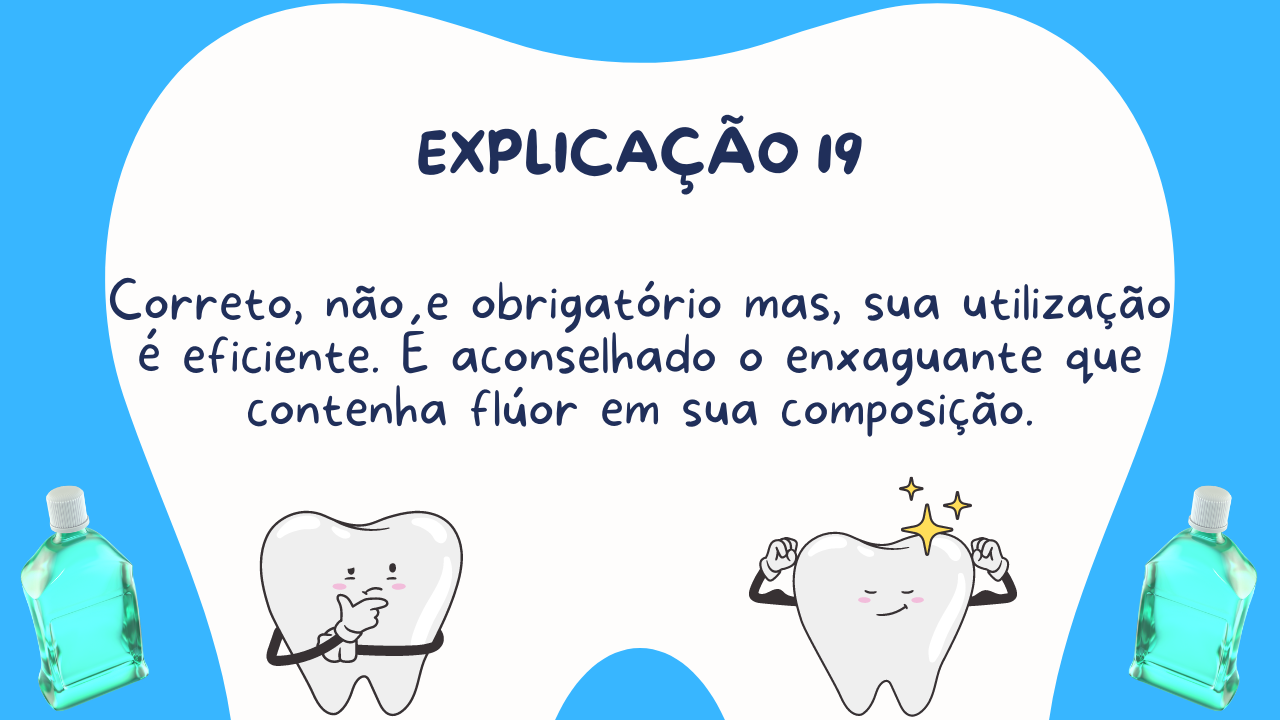 EXPLICAÇÃO 19
Correto, não e obrigatório mas, sua utilização
é eficiente. É aconselhado o enxaguante que
contenha flúor em sua composição.